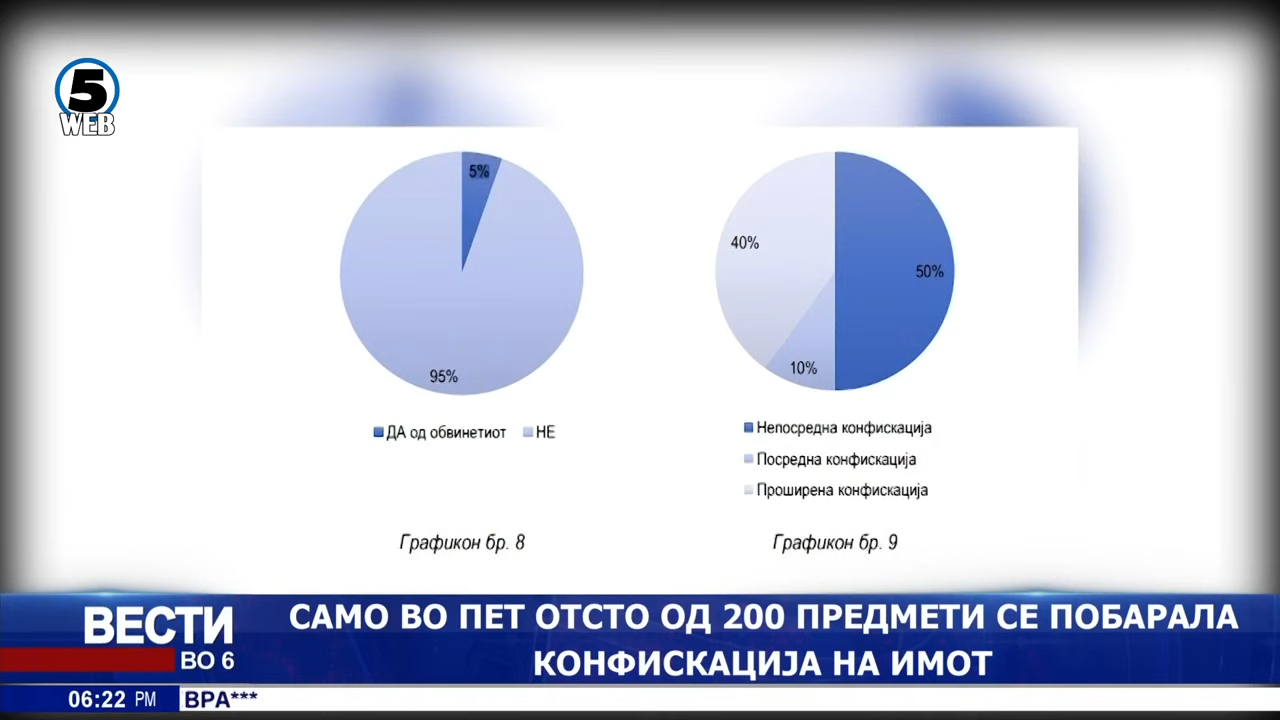 5
WEB
5%
95%
ДА од обвинетиот НЕ
Графикон бр. 8
40%
50%
10%
Непосредна конфискација
Посредна конфискација
Проширена конфискација
Графикон бр. 9
ВЕСТИ
ВО 6
САМО ВО ПЕТ ОТСТО ОД 200 ПРЕДМЕТИ СЕ ПОБАРАЛА
КОНФИСКАЦИЈА НА ИМОТ
06:22 PM
ВРА***